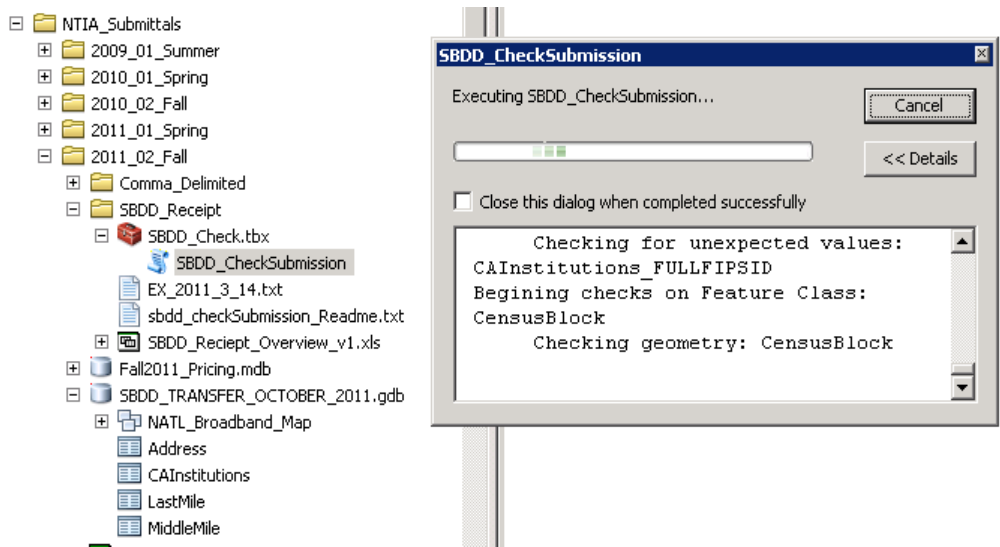 NTIA_Submittals
2009_01_Summer
2010_01_Spring
2010_02_Fall
2011_01_Spring
2011_02_Fall
Comma_Delimited
SBDD_Receipt
SBDD_Check.tbx
SBDD_CheckSubmission
EX_2011_3_14.txt
sbdd_checkSubmission_Readme.txt
SBDD_Reciept_Overview_v1.xls
Fall2011_Pricing.mdb
SBDD_TRANSFER_OCTOBER_2011.gdb
NATL_Broadband_Map
Address
CAInstitutions
LastMile
MiddleMile
SBDD_CheckSubmission
Executing SBDD_CheckSubmission...
Cancel
<< Details
Close this dialog when completed successfully
Checking for unexpected values:
CAInstitutions_FULLFIPSID
Begining checks on Feature Class:
CensusBlock
Checking geometry: CensusBlock